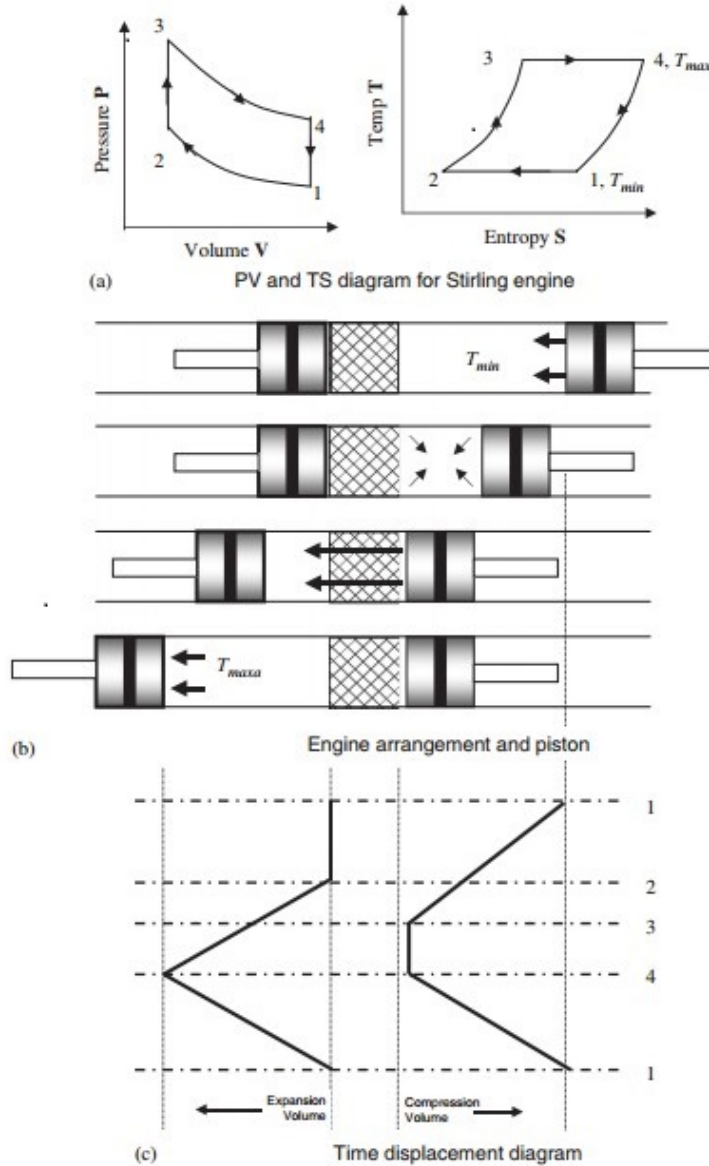 3
4
2
1
Pressure P
Volume V
3
4, Tmax
2
1, Tmin
Temp T
Entropy S
(a) PV and TS diagram for Stirling engine
Tmin
Tmaxa
(b) Engine arrangement and piston
1
2
3
4
1
Expansion Compression
Volume Volume
(c) Time displacement diagram